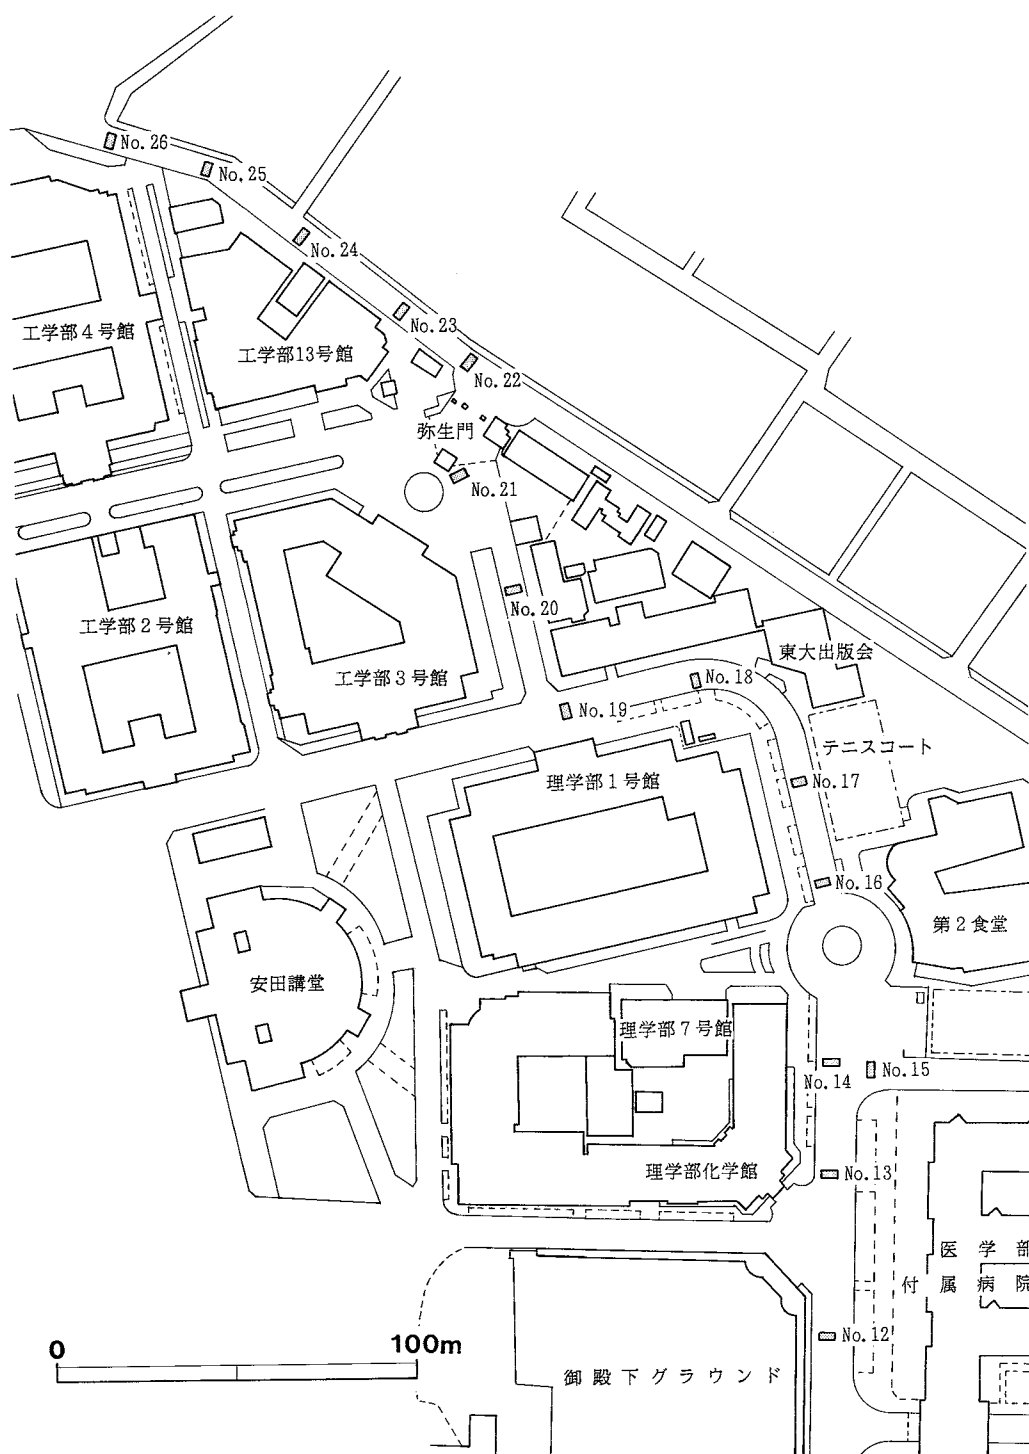 No.26
No.25
No.24
No.23
No.22
工学部4号館
工学部13号館
弥生門
No.21
No.20
工学部2号館
工学部3号館
東大出版会
No.18
No.19
テニスコート
理学部1号館
No.17
No.16
第2食堂
安田講堂
理学部7号館
No.14
No.15
理学部化学館
No.13
医学部
付属病院
No.12
0
100m
御殿下グラウンド